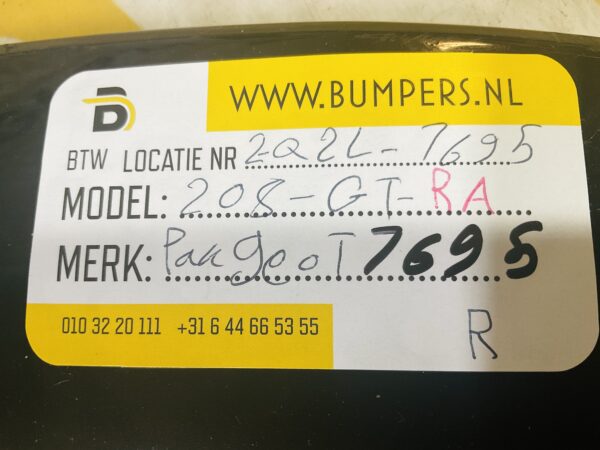 WWW.BUMPERS.NL
BTW LOCATIE NR 2Q2L-7695
MODEL: 208-GT-RA
MERK: PaugeoT 7695
010 32 20 111 +31 6 44 66 53 55
R